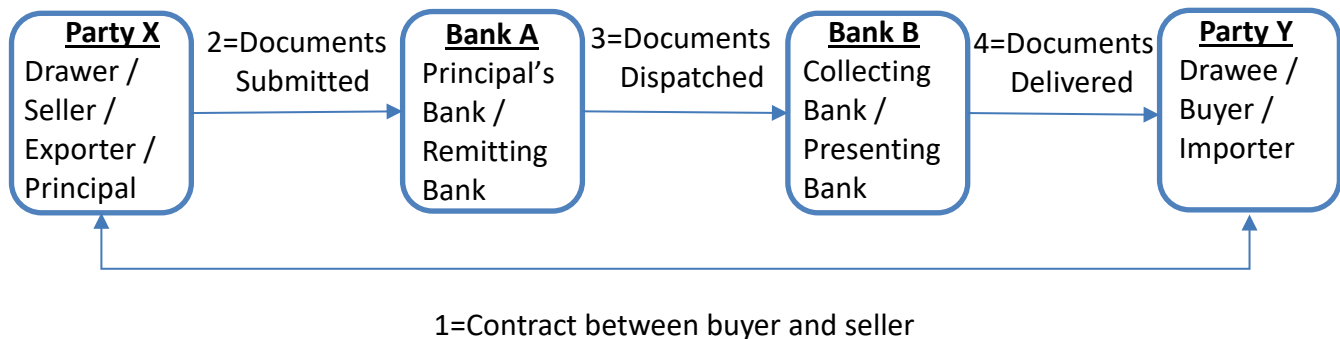 Party X
Drawer /
Seller /
Exporter /
Principal
2=Documents
Submitted
Bank A
Principal's
Bank /
Remitting
Bank
3=Documents
Dispatched
Bank B
Collecting
Bank /
Presenting
Bank
4=Documents
Delivered
Party Y
Drawee /
Buyer /
Importer
1=Contract between buyer and seller